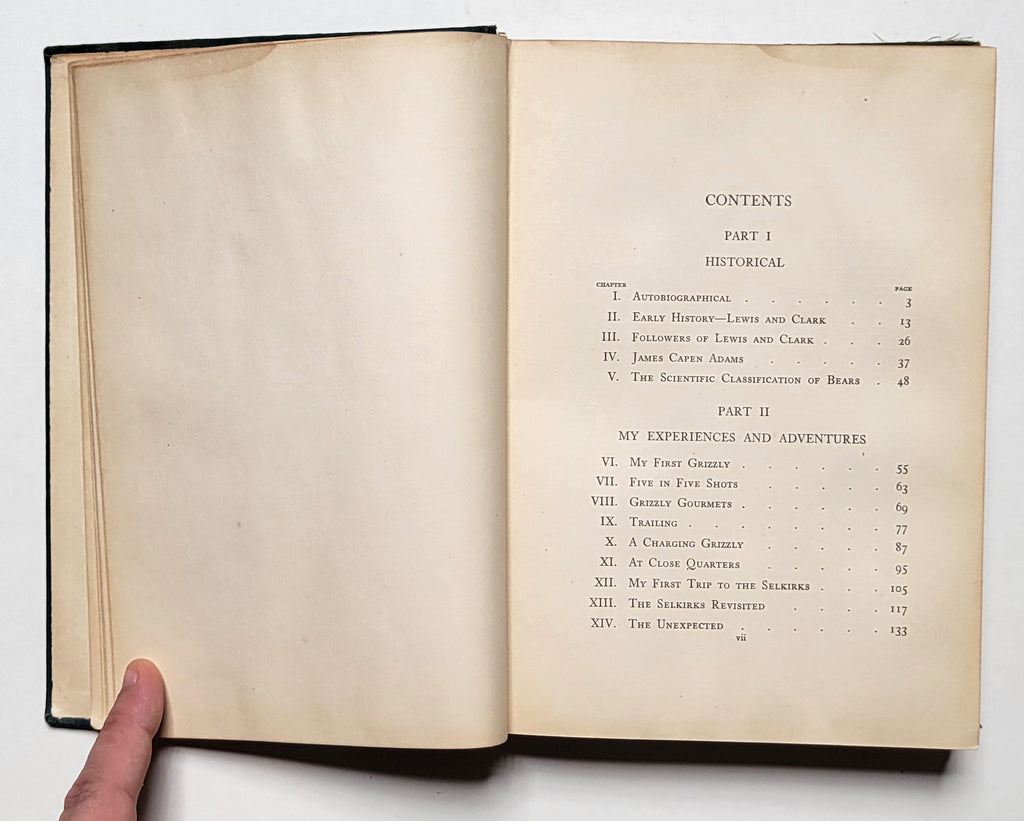 CONTENTS
PART I
HISTORICAL
CHAPTER PAGE
I. Autobiographical . . . . . . 3
II. Early History—Lewis and Clark . . 13
III. Followers of Lewis and Clark . . . 26
IV. James Capen Adams . . . . . 37
V. The Scientific Classification of Bears . 48
PART II
MY EXPERIENCES AND ADVENTURES
VI. My First Grizzly . . . . . . 55
VII. Five in Five Shots . . . . . 63
VIII. Grizzly Gourmets . . . . . . 69
IX. Trailing . . . . . . . . 77
X. A Charging Grizzly . . . . . 87
XI. At Close Quarters . . . . . 95
XII. My First Trip to the Selkirks . . . 105
XIII. The Selkirks Revisited . . . . 117
XIV. The Unexpected . . . . . . 133
vii